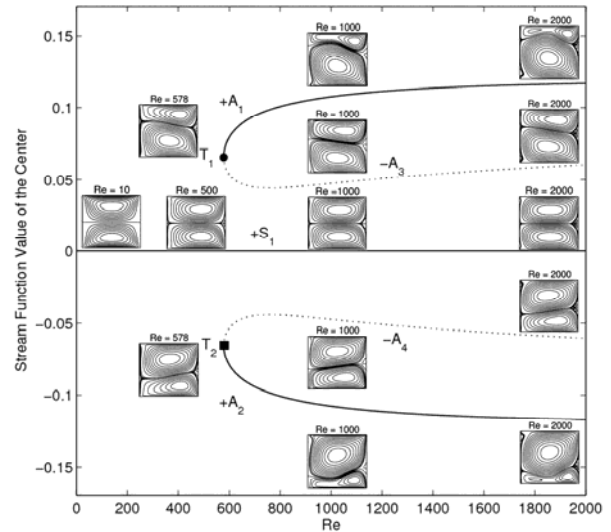 Re = 1000
Re = 2000
0.15
Re = 578
+A1
0.1
Re = 1000
Re = 2000
T1
−A3
0.05
Re = 10
Re = 500
Re =1000
Re = 2000
+S1
0
Stream Function Value of the Center
Re = 2000
−0.05
Re = 578
T2
Re = 1000
−A4
−0.1
+A2
Re = 1000
Re = 2000
−0.15
0 200 400 600 800 1000 1200 1400 1600 1800 2000
Re